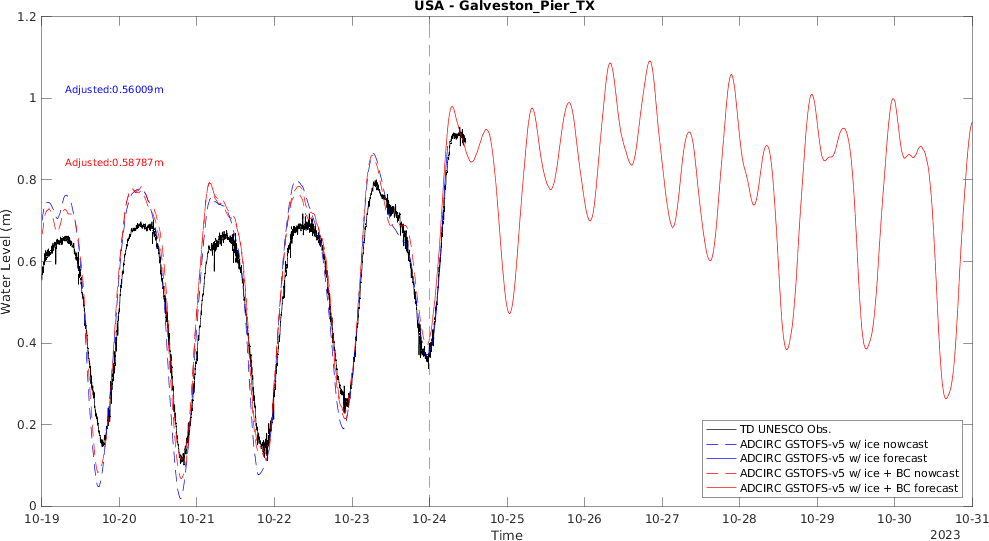 USA - Galveston_Pier_TX
1.2
1
0.8
0.6
0.4
0.2
0
Water Level (m)
Adjusted:0.56009m
Adjusted:0.58787m
TD UNESCO Obs.
ADCIRC GSTOFS-v5 w/ ice nowcast
ADCIRC GSTOFS-v5 w/ ice forecast
ADCIRC GSTOFS-v5 w/ ice + BC nowcast
ADCIRC GSTOFS-v5 w/ ice + BC forecast
10-19 10-20 10-21 10-22 10-23 10-24 10-25 10-26 10-27 10-28 10-29 10-30 10-31
Time
2023